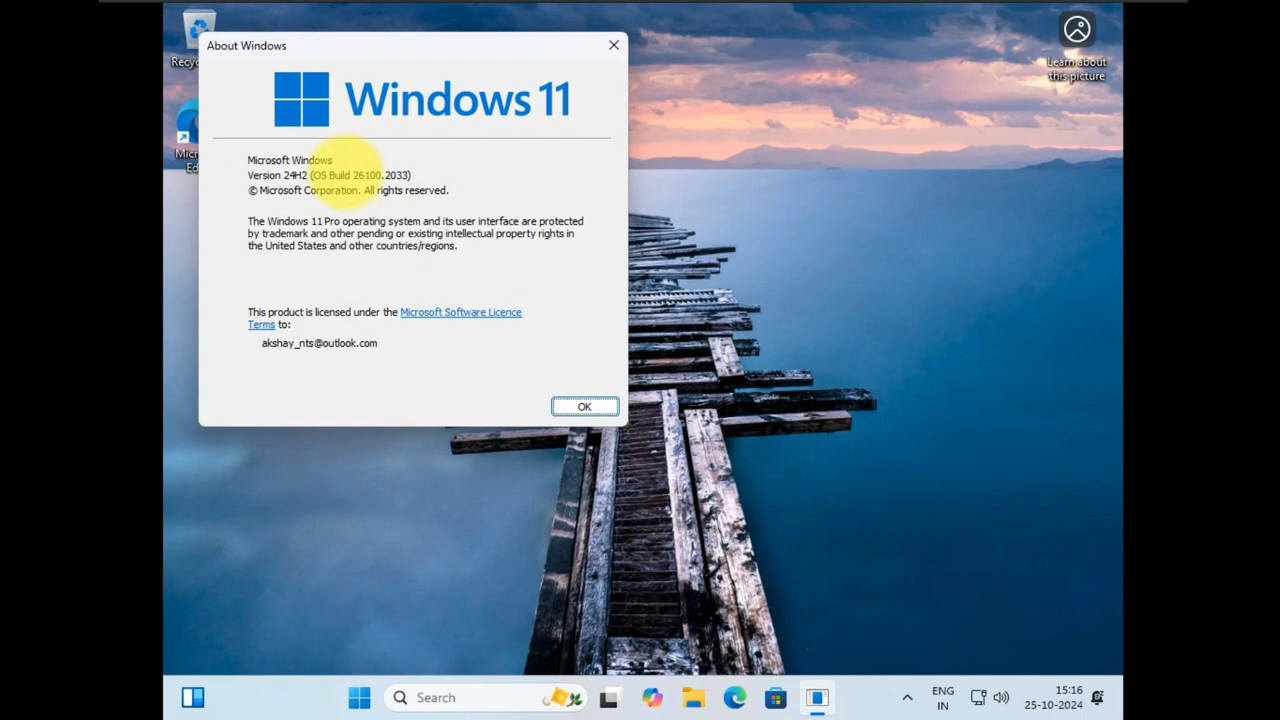 Recyc
Micr
Ed
Learn about
this picture
About Windows
Windows 11
Microsoft Windows
Version 24H2 (OS Build 26100.2033)
© Microsoft Corporation. All rights reserved.
The Windows 11 Pro operating system and its user interface are protected
by trademark and other pending or existing intellectual property rights in
the United States and other countries/regions.
This product is licensed under the Microsoft Software Licence
Terms to:
akshay_nts@outlook.com
OK
Search
ENG
IN
15:16
25-10-2024